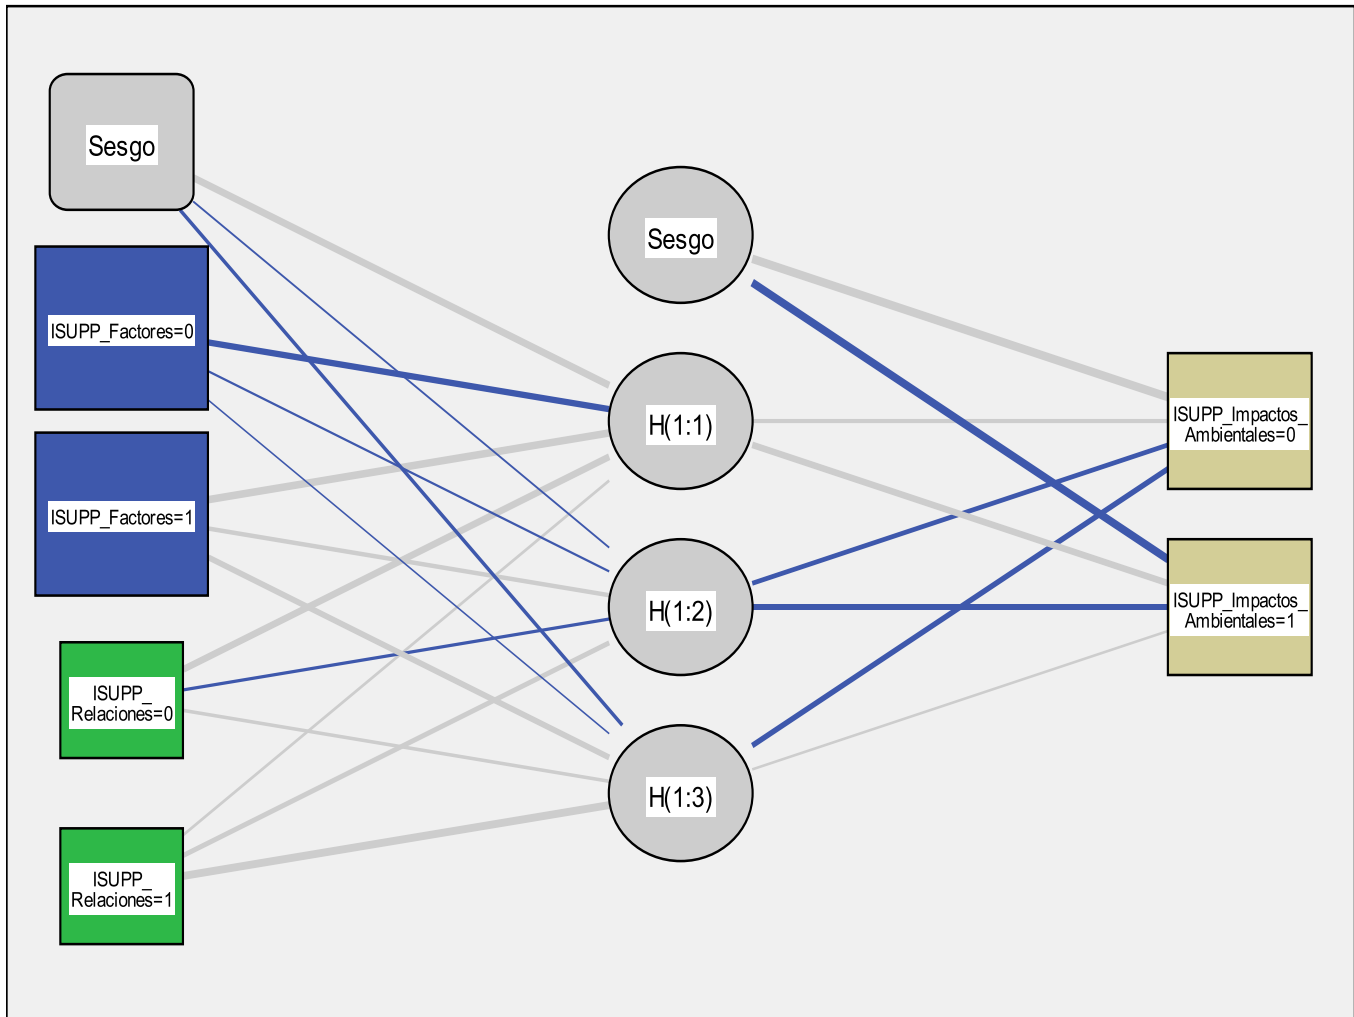 Sesgo
ISUPP_Factores=0
ISUPP_Factores=1
ISUPP_
Relaciones=0
ISUPP_
Relaciones=1
Sesgo
H(1:1)
H(1:2)
H(1:3)
ISUPP_Impactos_
Ambientales=0
ISUPP_Impactos_
Ambientales=1